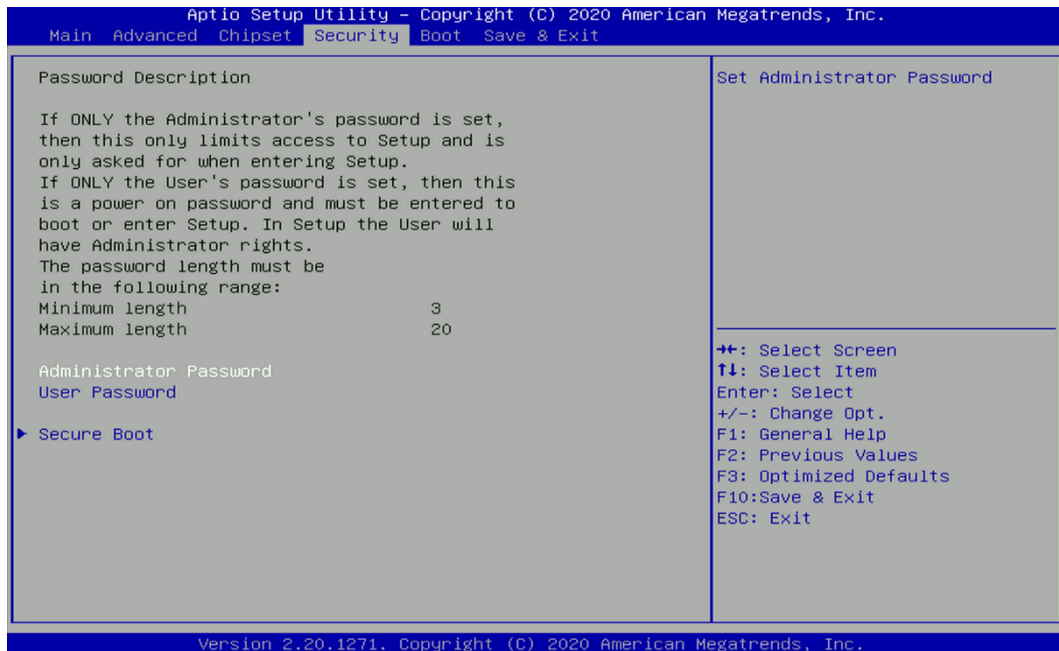 Aptio Setup Utility – Copyright (C) 2020 American Megatrends, Inc.
Main Advanced Chipset Security Boot Save & Exit
Password Description
If ONLY the Administrator's password is set,
then this only limits access to Setup and is
only asked for when entering Setup.
If ONLY the User's password is set, then this
is a power on password and must be entered to
boot or enter Setup. In Setup the User will
have Administrator rights.
The password length must be
in the following range:
Minimum length 3
Maximum length 20
Administrator Password
User Password
▶ Secure Boot
Set Administrator Password
→←: Select Screen
↑↓: Select Item
Enter: Select
+/-: Change Opt.
F1: General Help
F2: Previous Values
F3: Optimized Defaults
F10:Save & Exit
ESC: Exit
Version 2.20.1271. Copyright (C) 2020 American Megatrends, Inc.